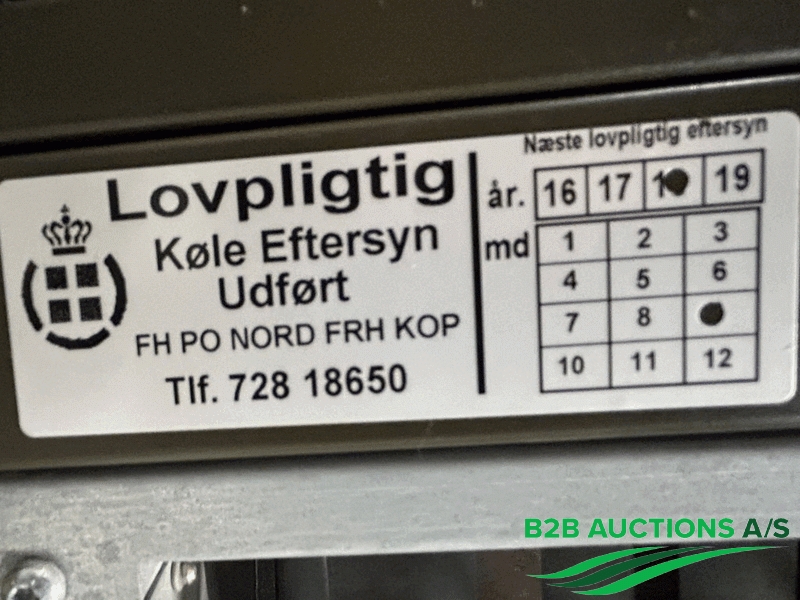 Lovpligtig
Køle Eftersyn
Udført
FH PO NORD FRH KOP
Tlf. 728 18650
Næste lovpligtig eftersyn
år. 16 17 1 19
md 1 2 3
4 5 6
7 8
10 11 12
B2B AUCTIONS A/S